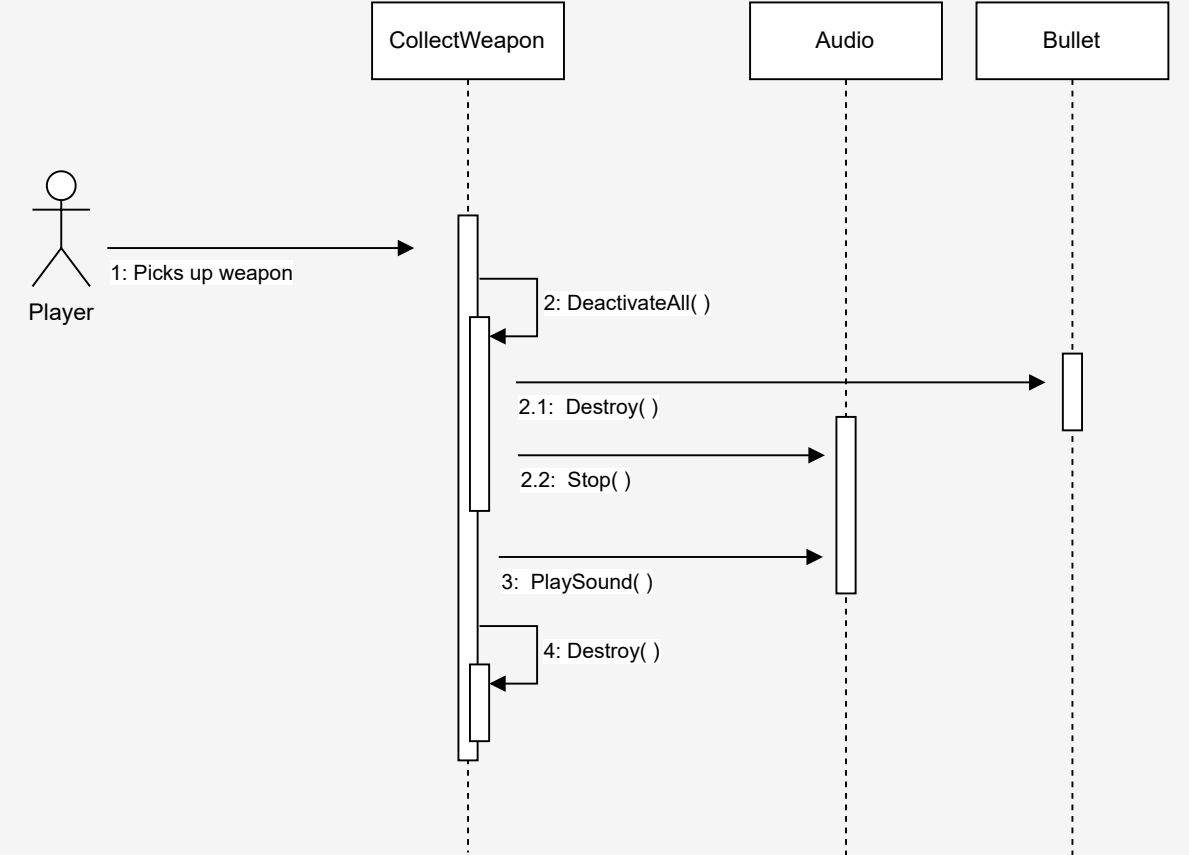 CollectWeapon
Audio
Bullet
1: Picks up weapon
Player
2: DeactivateAll( )
2.1:  Destroy( )
2.2:  Stop( )
3:  PlaySound( )
4: Destroy( )